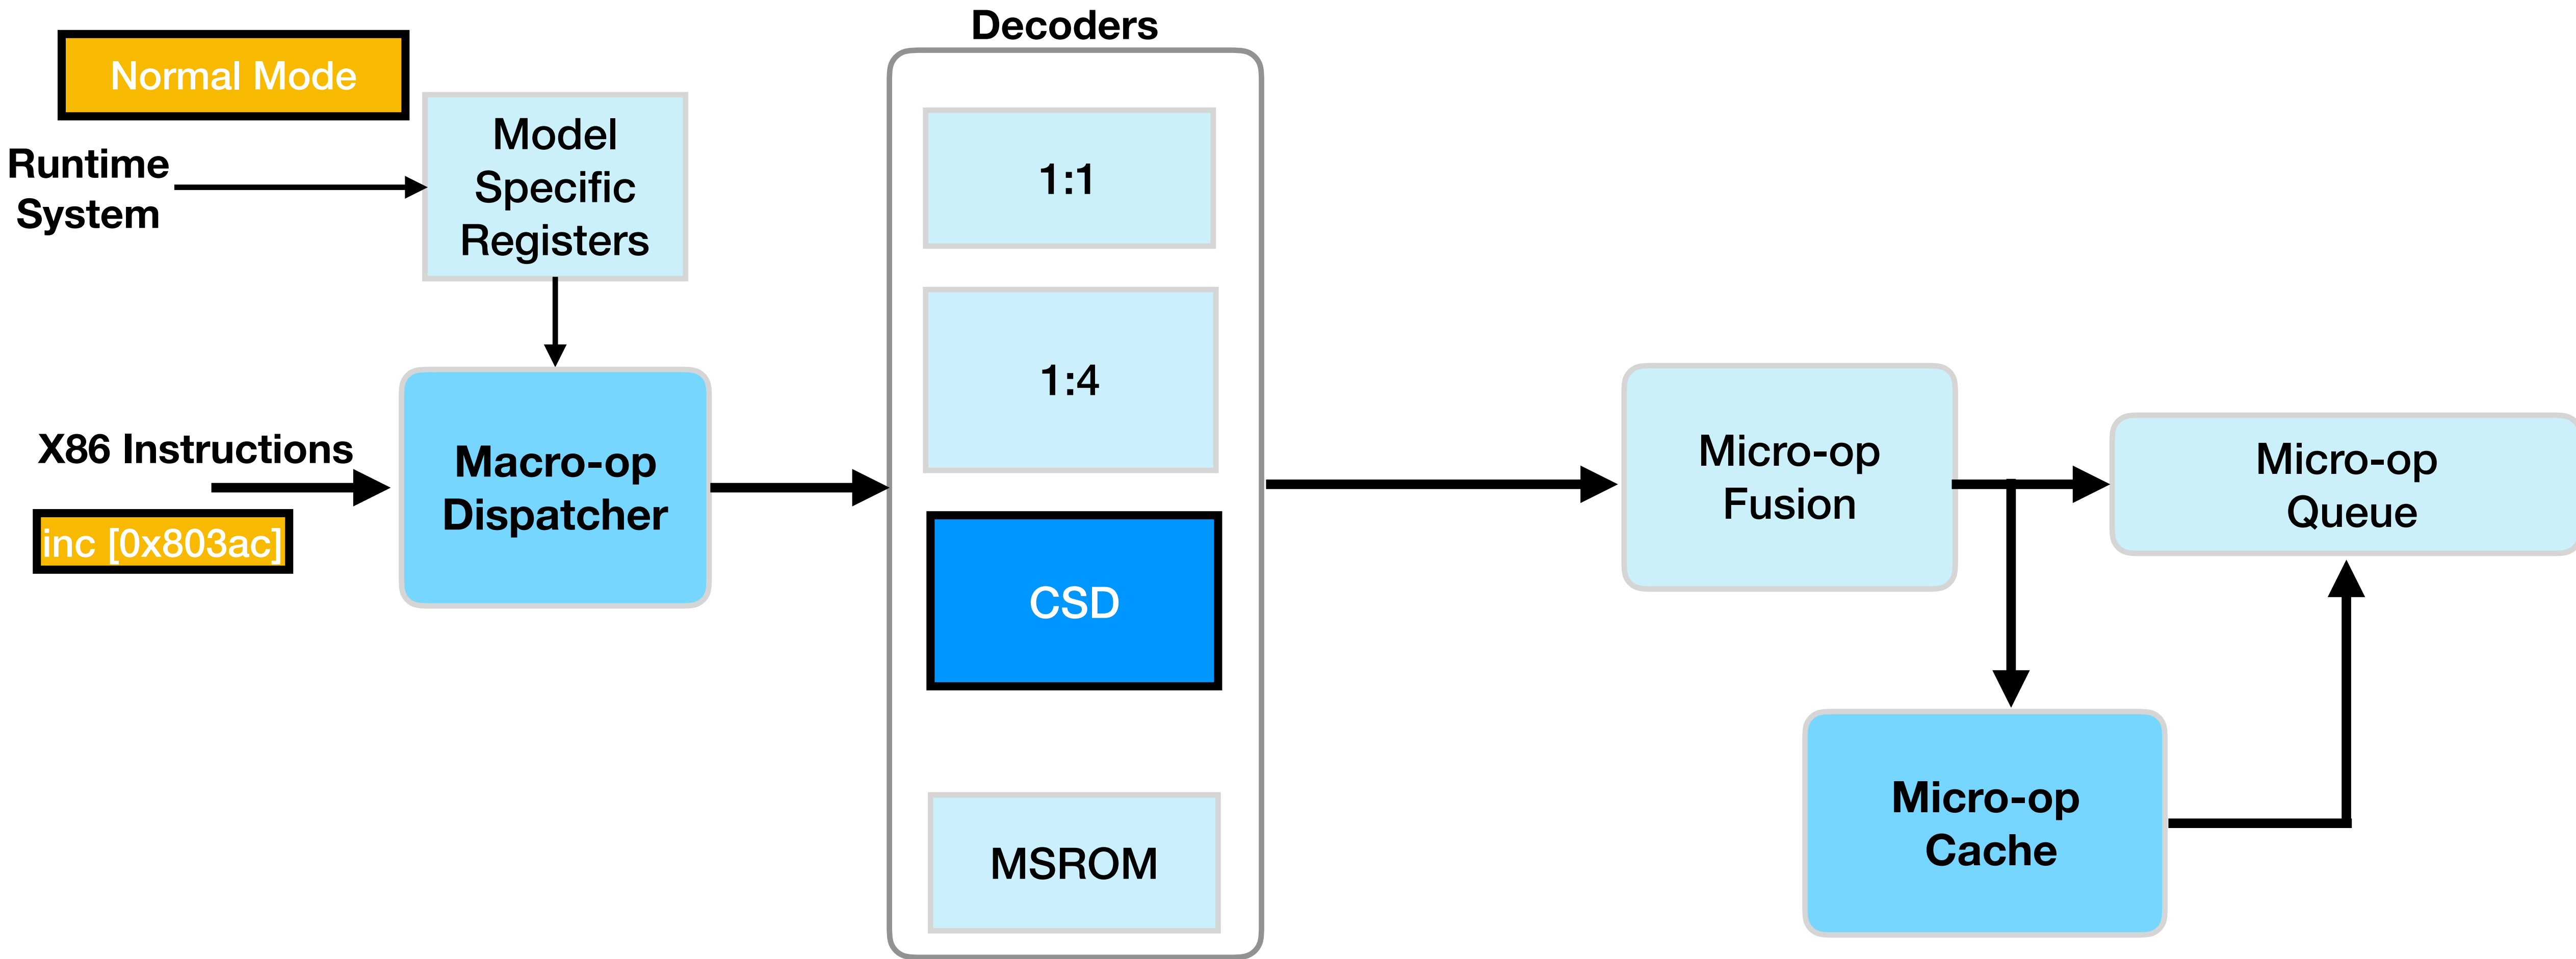 Decoders
Normal Mode
Runtime
System
Model
Specific
Registers
X86 Instructions
inc [0x803ac]
Macro-op
Dispatcher
1:1
1:4
CSD
MSROM
Micro-op
Fusion
Micro-op
Queue
Micro-op
Cache